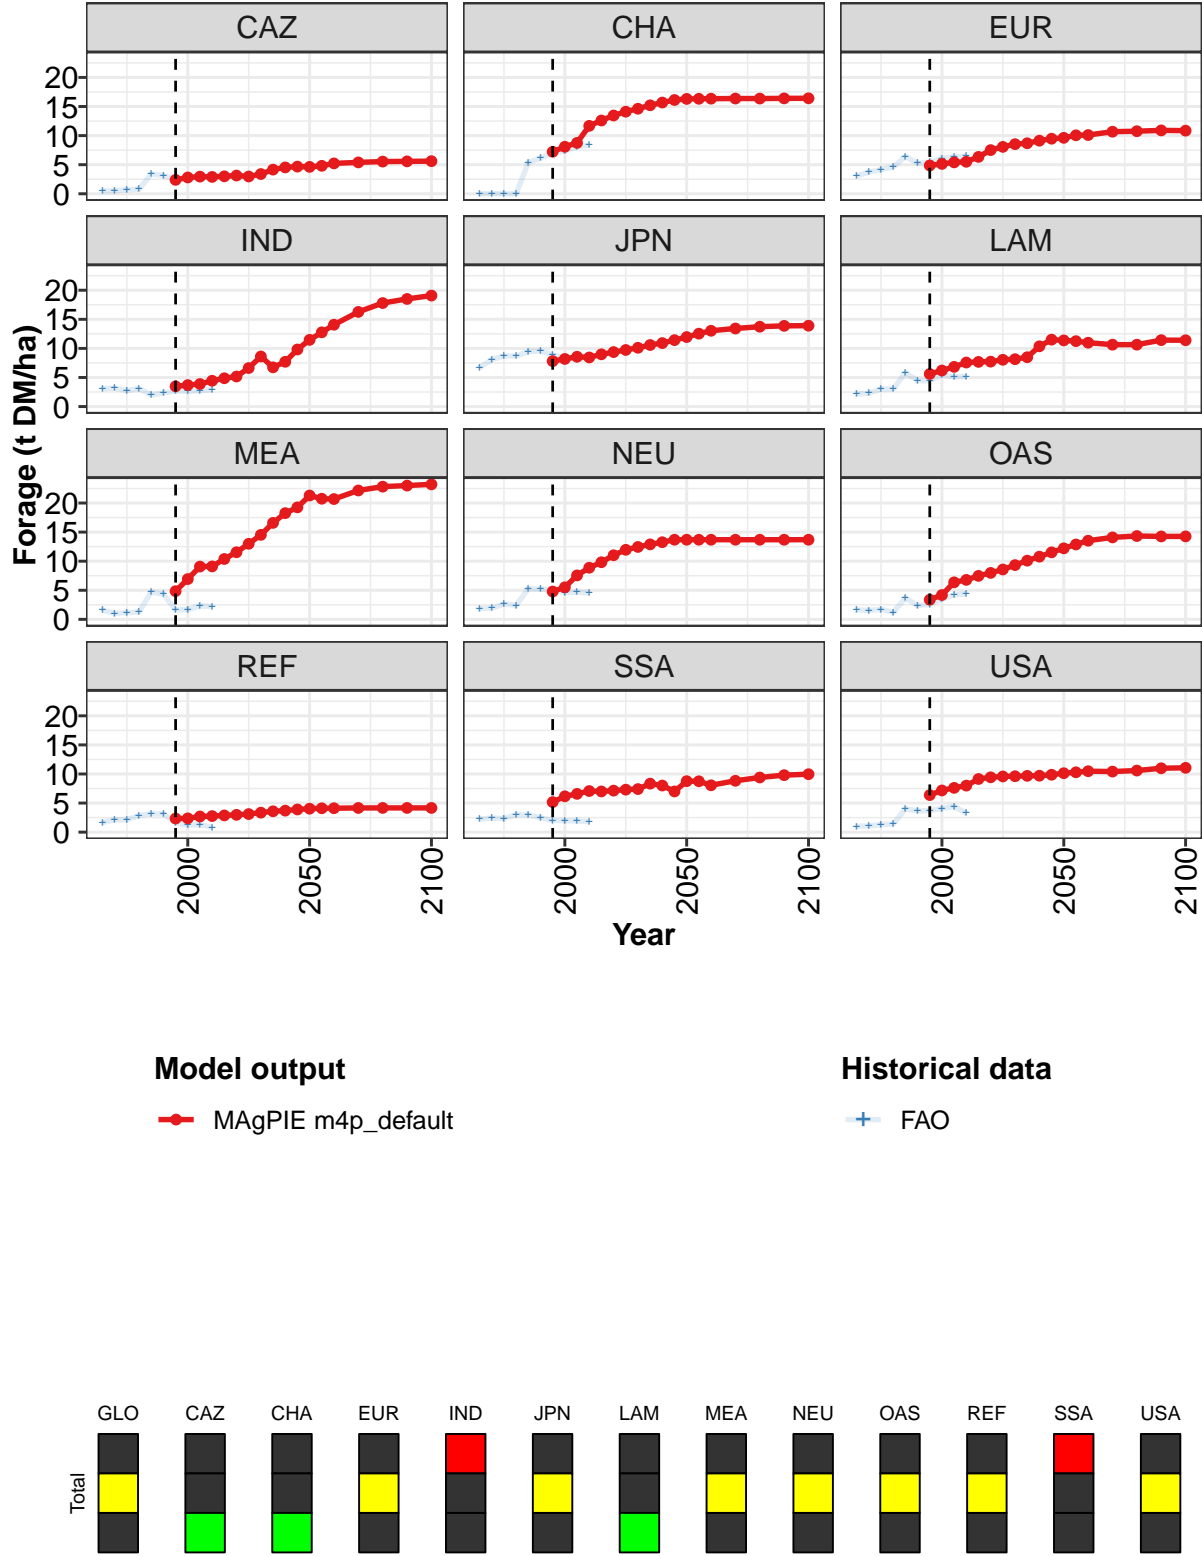 CAZ CHA EUR
20
15
10
5
0
IND JPN LAM
20
15
10
5
0
Forage (t DM/ha)
MEA NEU OAS
20
15
10
5
0
REF SSA USA
20
15
10
5
0
2000 2050 2100 2000 2050 2100 2000 2050 2100
Year
Model output Historical data
MAgPIE m4p_default FAO
GLO CAZ CHA EUR IND JPN LAM MEA NEU OAS REF SSA USA
Total